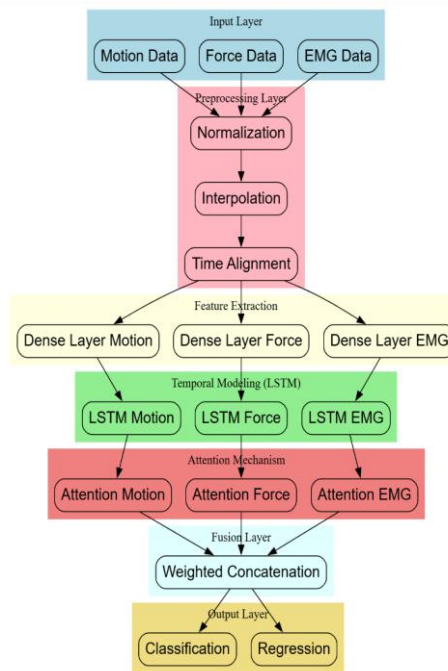 Input Layer
Motion Data Force Data EMG Data
Preprocessing Layer
Normalization
Interpolation
Time Alignment
Feature Extraction
Dense Layer Motion Dense Layer Force Dense Layer EMG
Temporal Modeling (LSTM)
LSTM Motion LSTM Force LSTM EMG
Attention Mechanism
Attention Motion Attention Force Attention EMG
Fusion Layer
Weighted Concatenation
Output Layer
Classification Regression